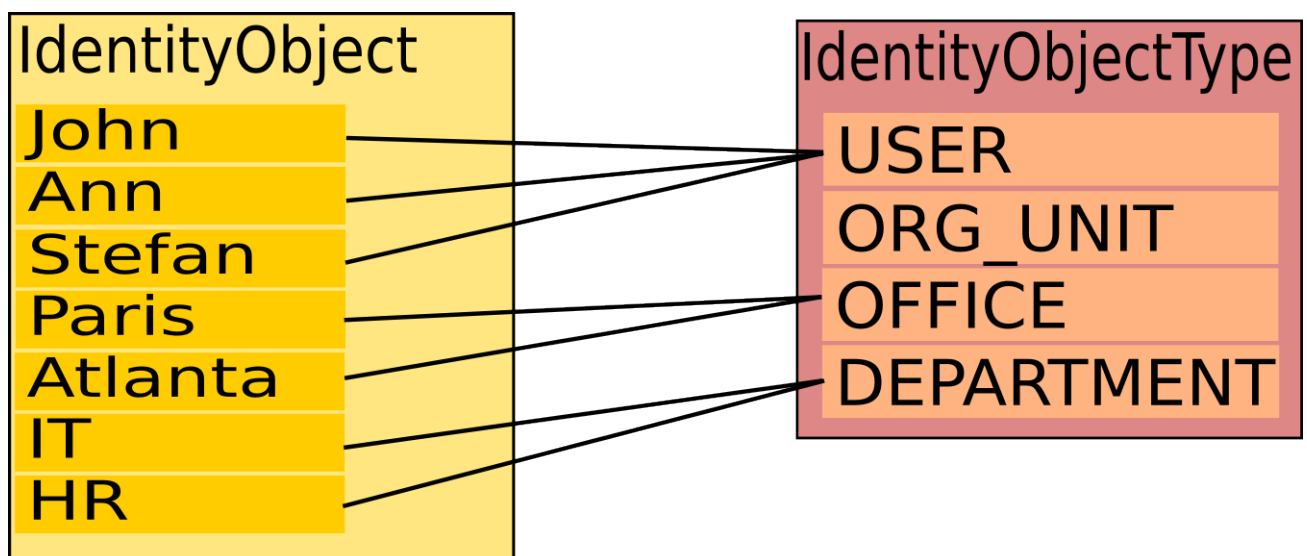 IdentityObject
John
Ann
Stefan
Paris
Atlanta
IT
HR
IdentityObjectType
USER
ORG_UNIT
OFFICE
DEPARTMENT